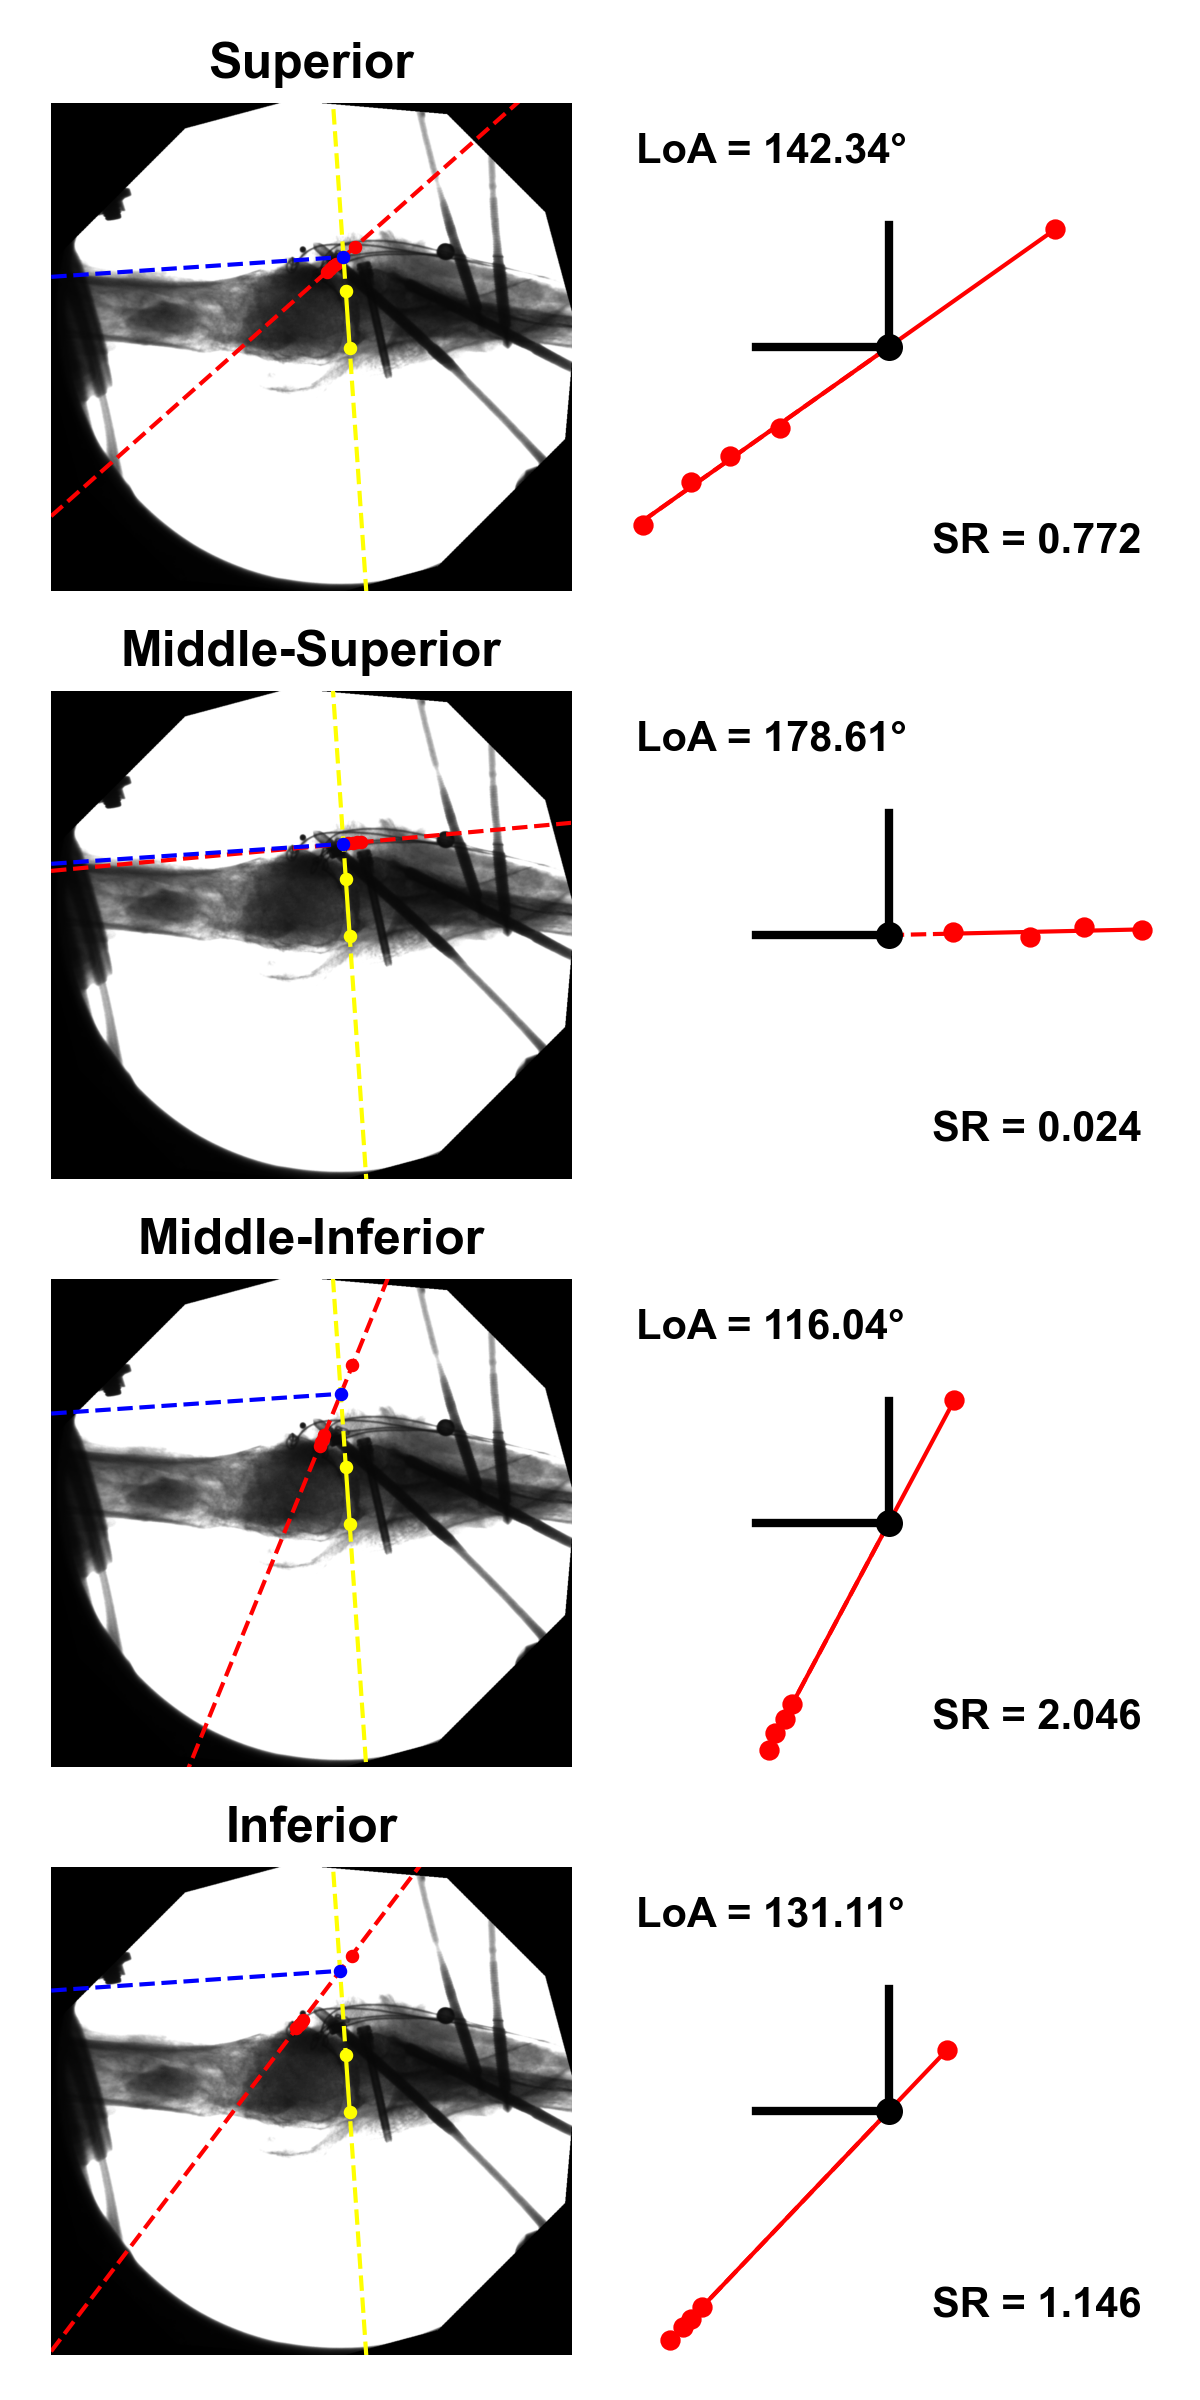 Superior
LoA = 142.34°
SR = 0.772
Middle-Superior
LoA = 178.61°
SR = 0.024
Middle-Inferior
LoA = 116.04°
SR = 2.046
Inferior
LoA = 131.11°
SR = 1.146